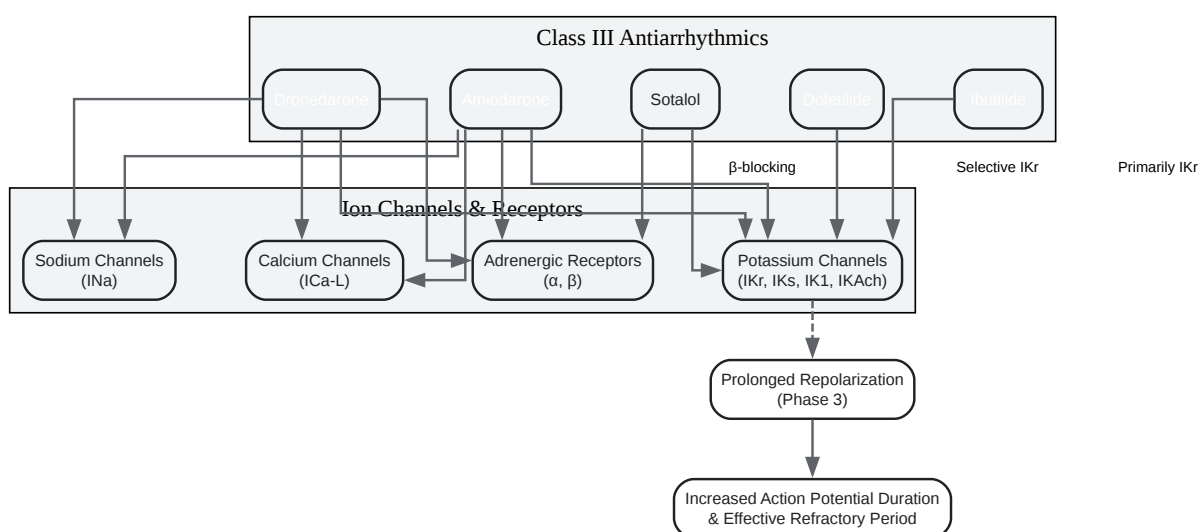 Class III Antiarrhythmics
Dronedarone
Amiodarone
Sotalol
Dofetilide
Ibutilide
β-blocking
Selective IKr
Primarily IKr
Ion Channels & Receptors
Sodium Channels
(INa)
Calcium Channels
(ICa-L)
Adrenergic Receptors
(α, β)
Potassium Channels
(IKr, IKs, IK1, IKAch)
Prolonged Repolarization
(Phase 3)
Increased Action Potential Duration
& Effective Refractory Period